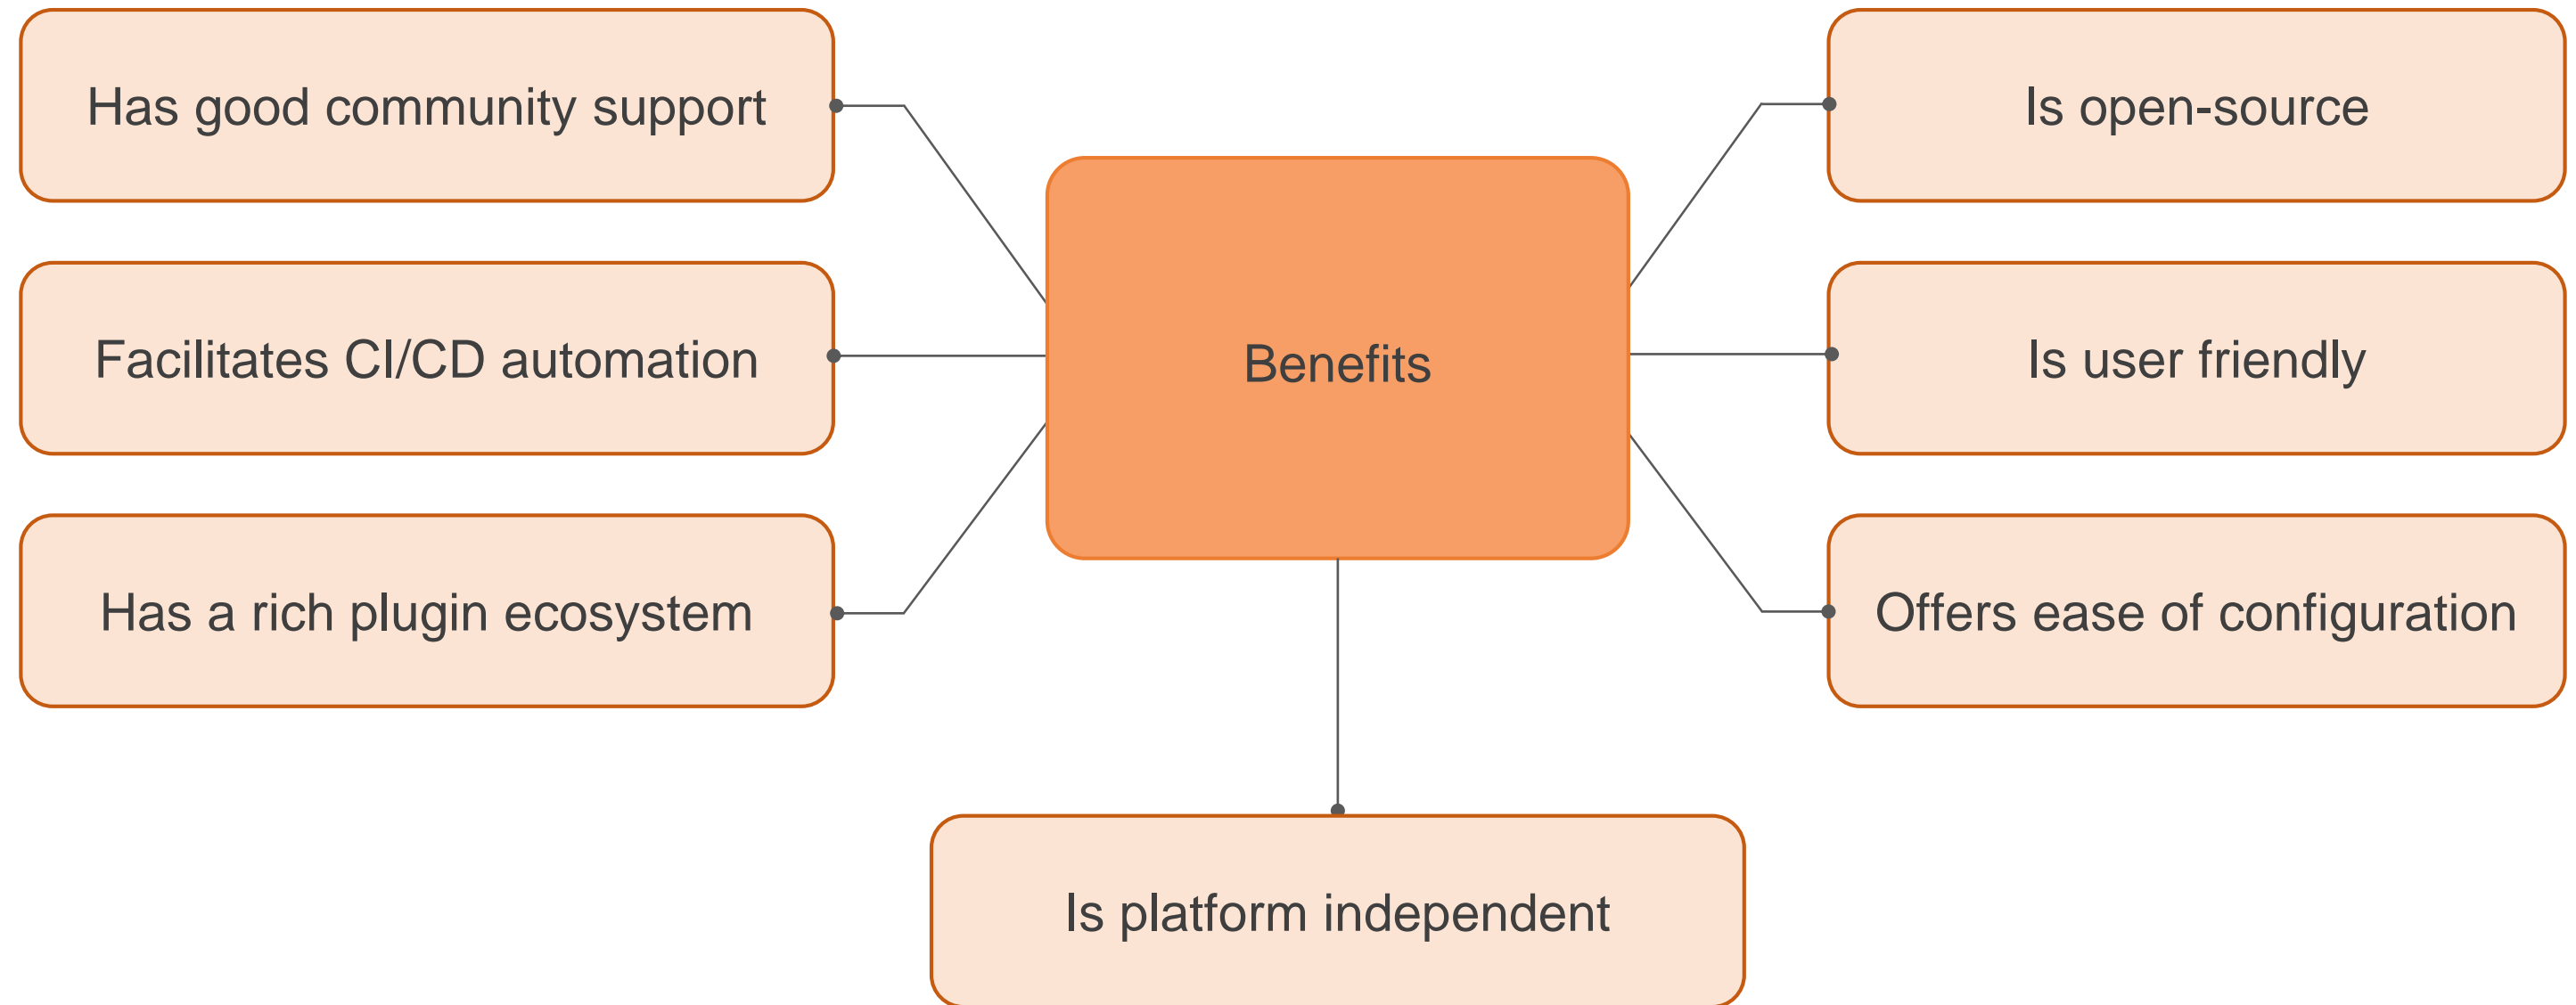 Has good community support
Is open-source
Facilitates CI/CD automation
Benefits
Is user friendly
Has a rich plugin ecosystem
Offers ease of configuration
Is platform independent